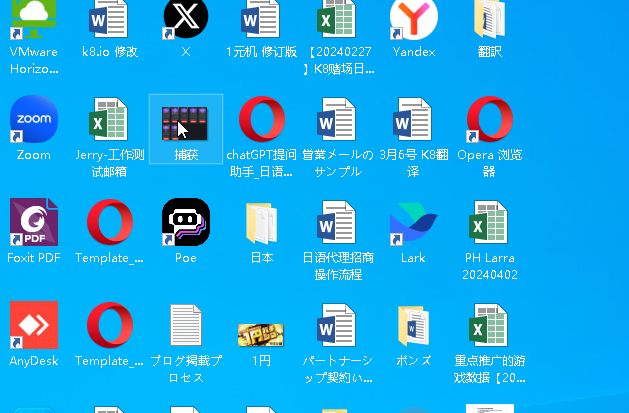 VMware
Horizo...
k8.io 修改
X
1元机 修订版
【20240227
】K8赌场日...
Yandex
翻訳
zoom
Zoom
Jerry-工作测
试邮箱
捕获
chatGPT提问
助手_日语...
営業メールの
サンプル
3月6号 K8翻
译
Opera 浏览
器
PDF
Foxit PDF
Template_...
Poe
日本
日语代理招商
操作流程
Lark
PH Larra
20240402
AnyDesk
Template_...
ブログ掲載プ
ロセス
1円
パートナーシ
ップ契約い...
ボンズ
重点推广的游
戏数据【20...